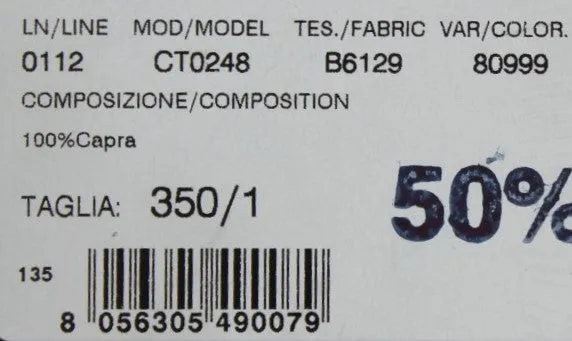 LN/LINE MOD/MODEL TES./FABRIC VAR/COLOR.
0112 CT0248 B6129 80999
COMPOSIZIONE/COMPOSITION
100%Capra
TAGLIA: 350/1
50%
135
8 056305 490079